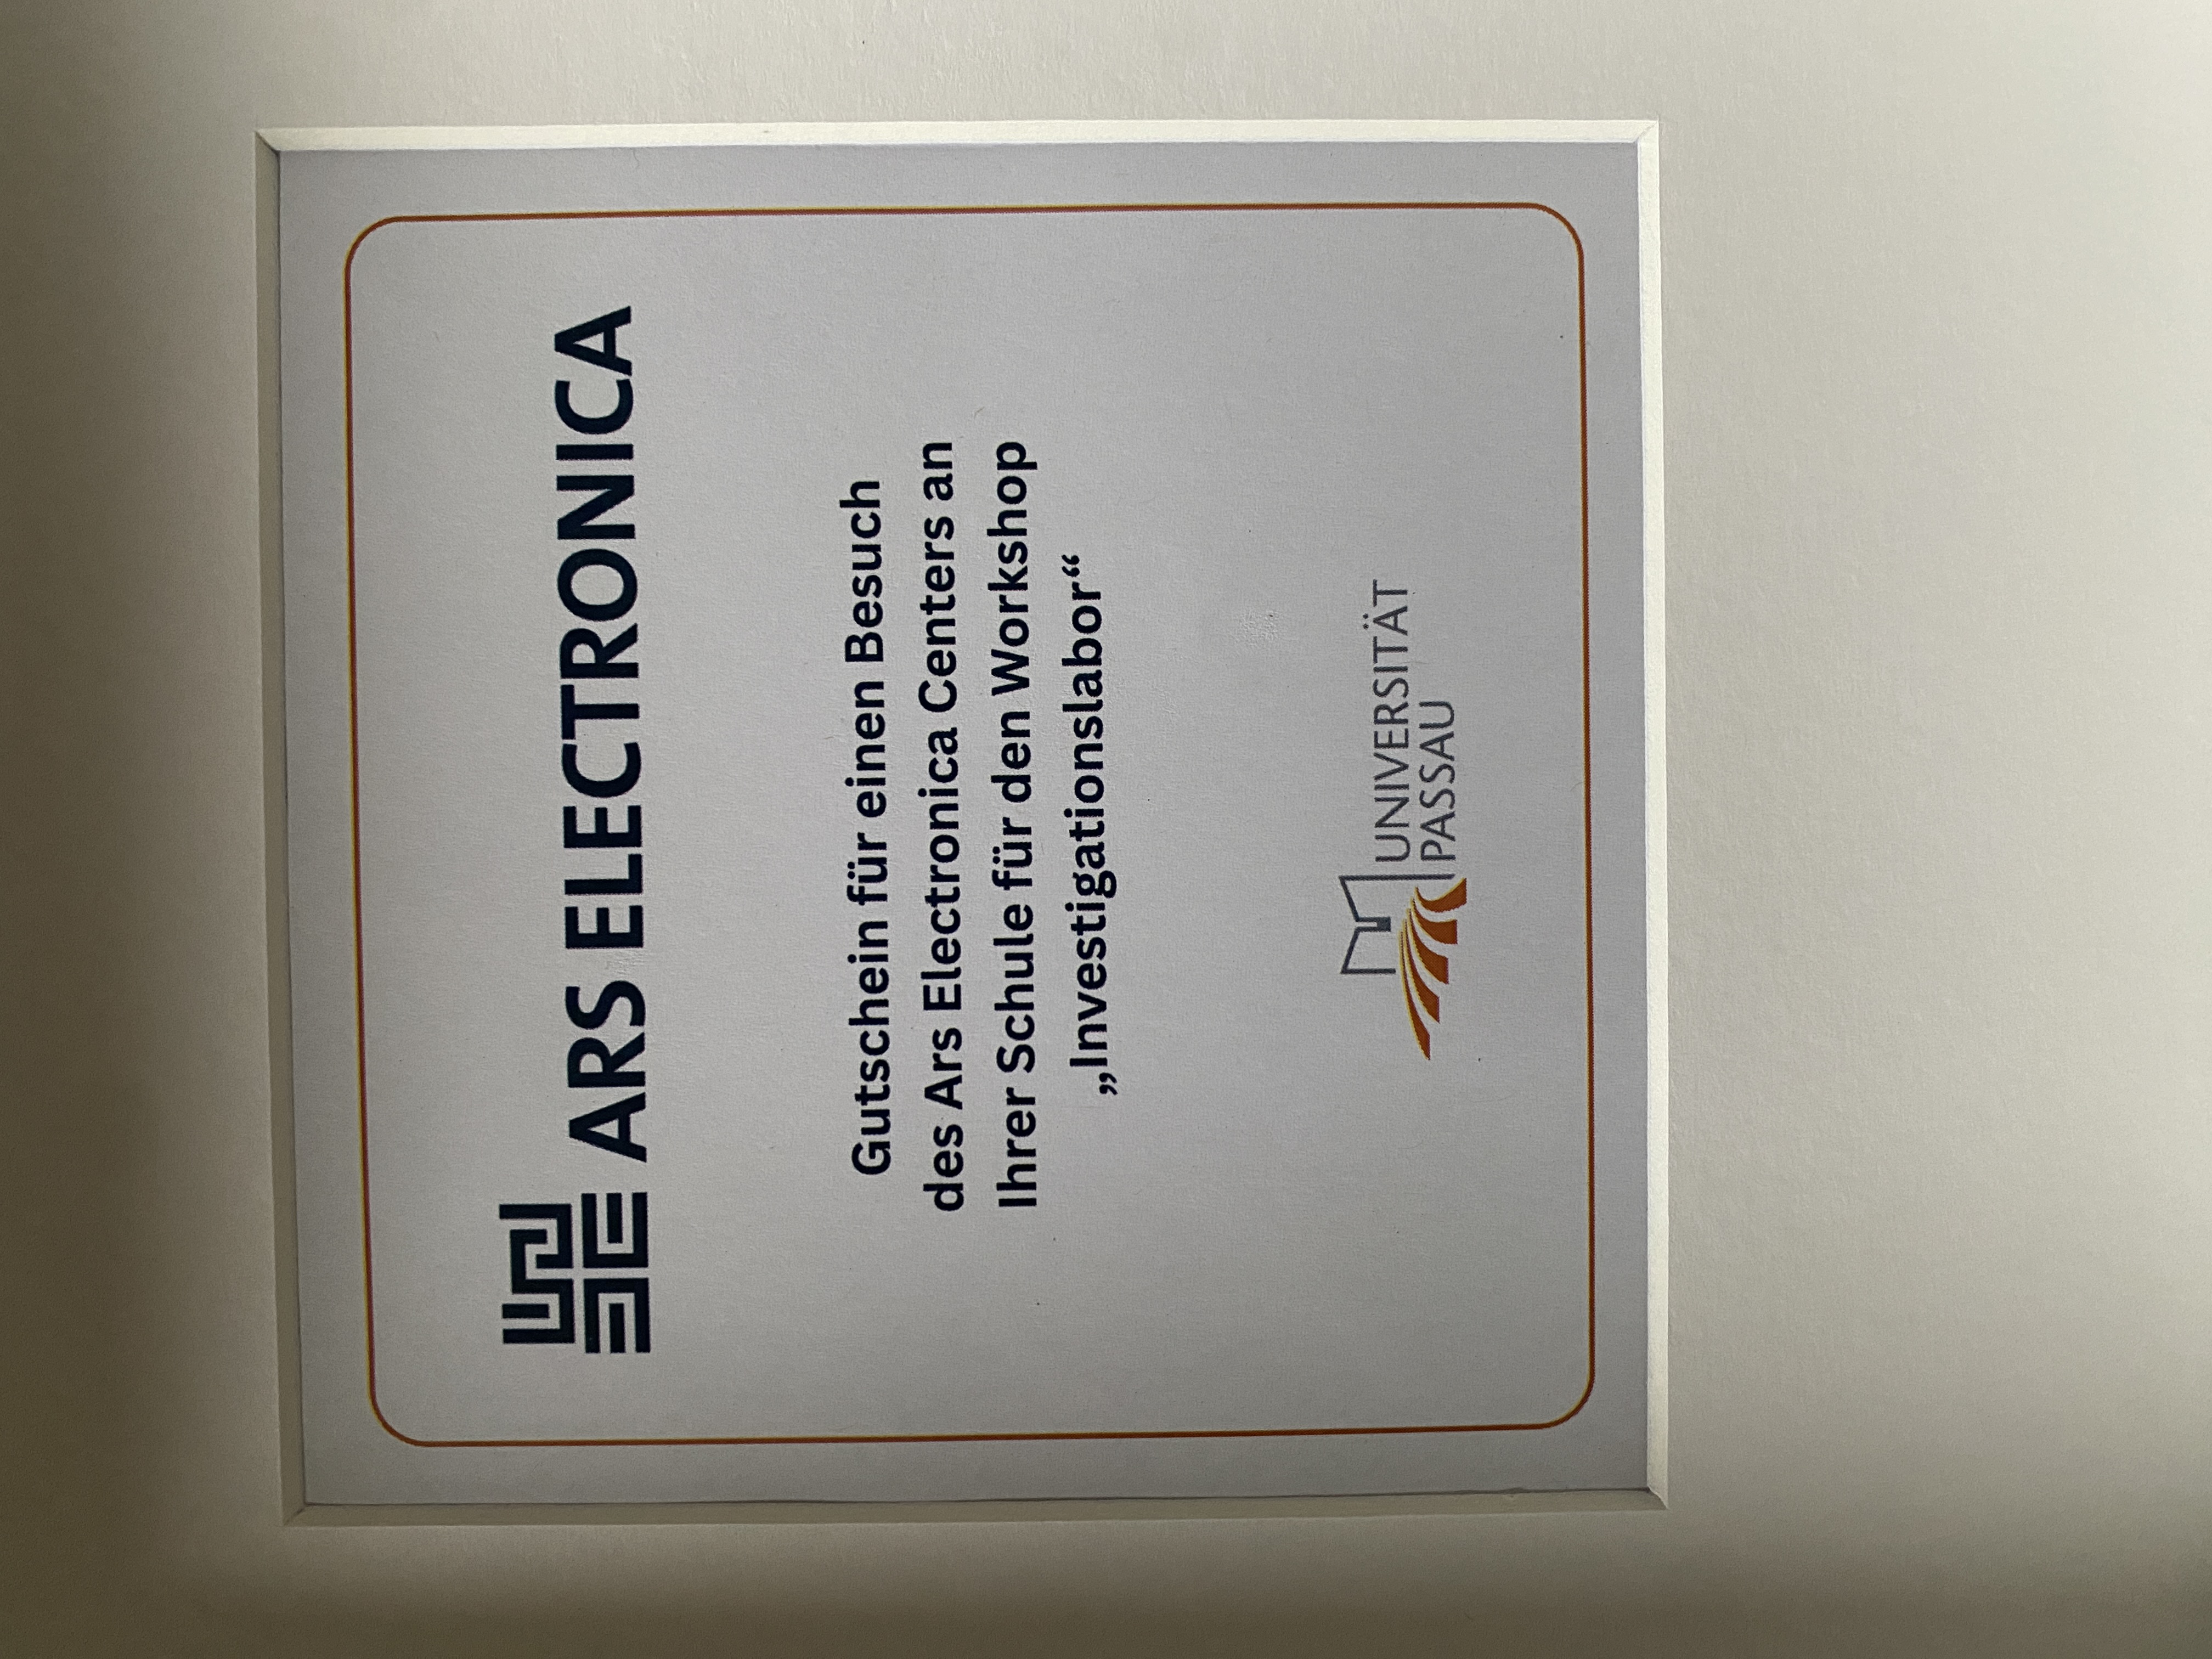 ARS ELECTRONICA
Gutschein für einen Besuch
des Ars Electronica Centers an
Ihrer Schule für den Workshop
„Investigationslabor“
UNIVERSITÄT
PASSAU